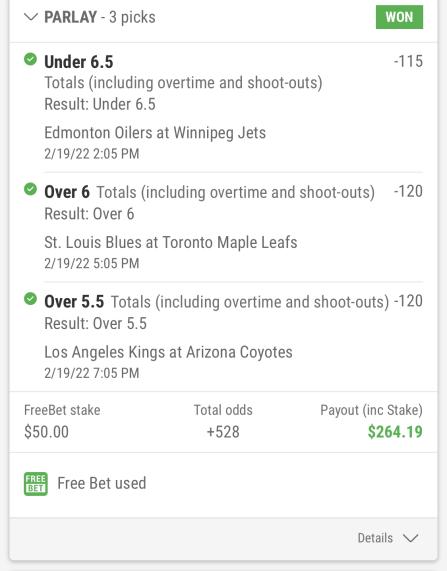 PARLAY - 3 picks WON
Under 6.5 -115
Totals (including overtime and shoot-outs)
Result: Under 6.5
Edmonton Oilers at Winnipeg Jets
2/19/22 2:05 PM
Over 6 Totals (including overtime and shoot-outs) -120
Result: Over 6
St. Louis Blues at Toronto Maple Leafs
2/19/22 5:05 PM
Over 5.5 Totals (including overtime and shoot-outs) -120
Result: Over 5.5
Los Angeles Kings at Arizona Coyotes
2/19/22 7:05 PM
FreeBet stake Total odds Payout (inc Stake)
$50.00 +528 $264.19
FREE BET Free Bet used
Details